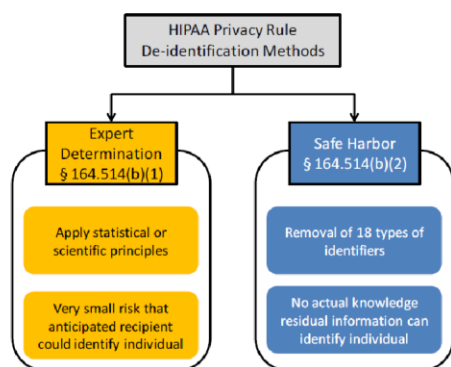 HIPAA Privacy Rule
De-identification Methods
Expert
Determination
§ 164.514(b)(1)
Apply statistical or
scientific principles
Very small risk that
anticipated recipient
could identify individual
Safe Harbor
§ 164.514(b)(2)
Removal of 18 types of
identifiers
No actual knowledge
residual information can
identify individual